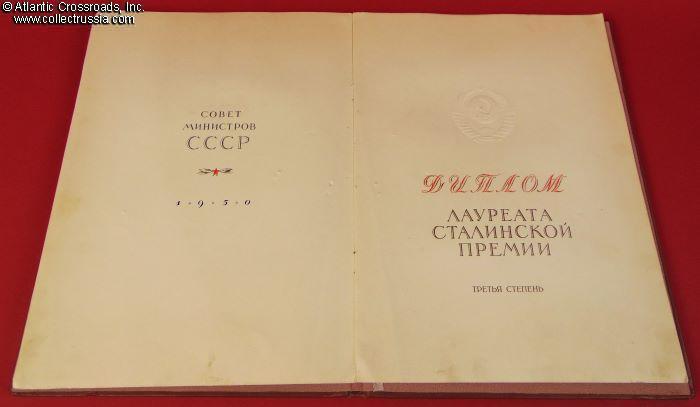 © Atlantic Crossroads, Inc.
www.collectrussia.com
СОВЕТ
МИНИСТРОВ
СССР
1·9·5·0
ДИПЛОМ
ЛАУРЕАТА
СТАЛИНСКОЙ
ПРЕМИИ
ТРЕТЬЯ СТЕПЕНЬ